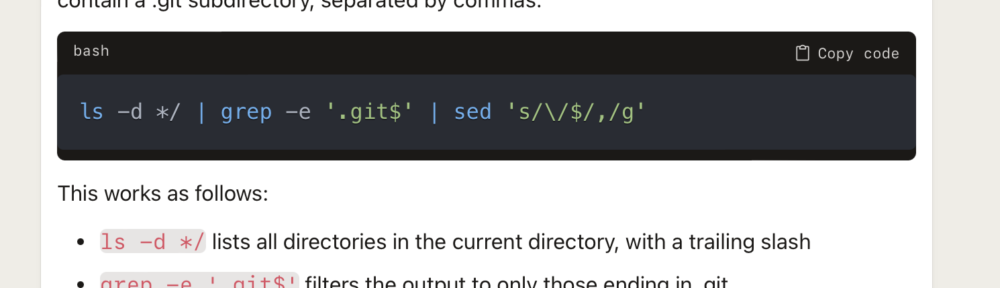 contain a .git subdirectory, separated by commas.
bash
Copy code
ls -d */ | grep -e '.git$' | sed 's/\/$/,/g'
This works as follows:
• ls -d */ lists all directories in the current directory, with a trailing slash
• grep -e '.git$' filters the output to only those ending in .git